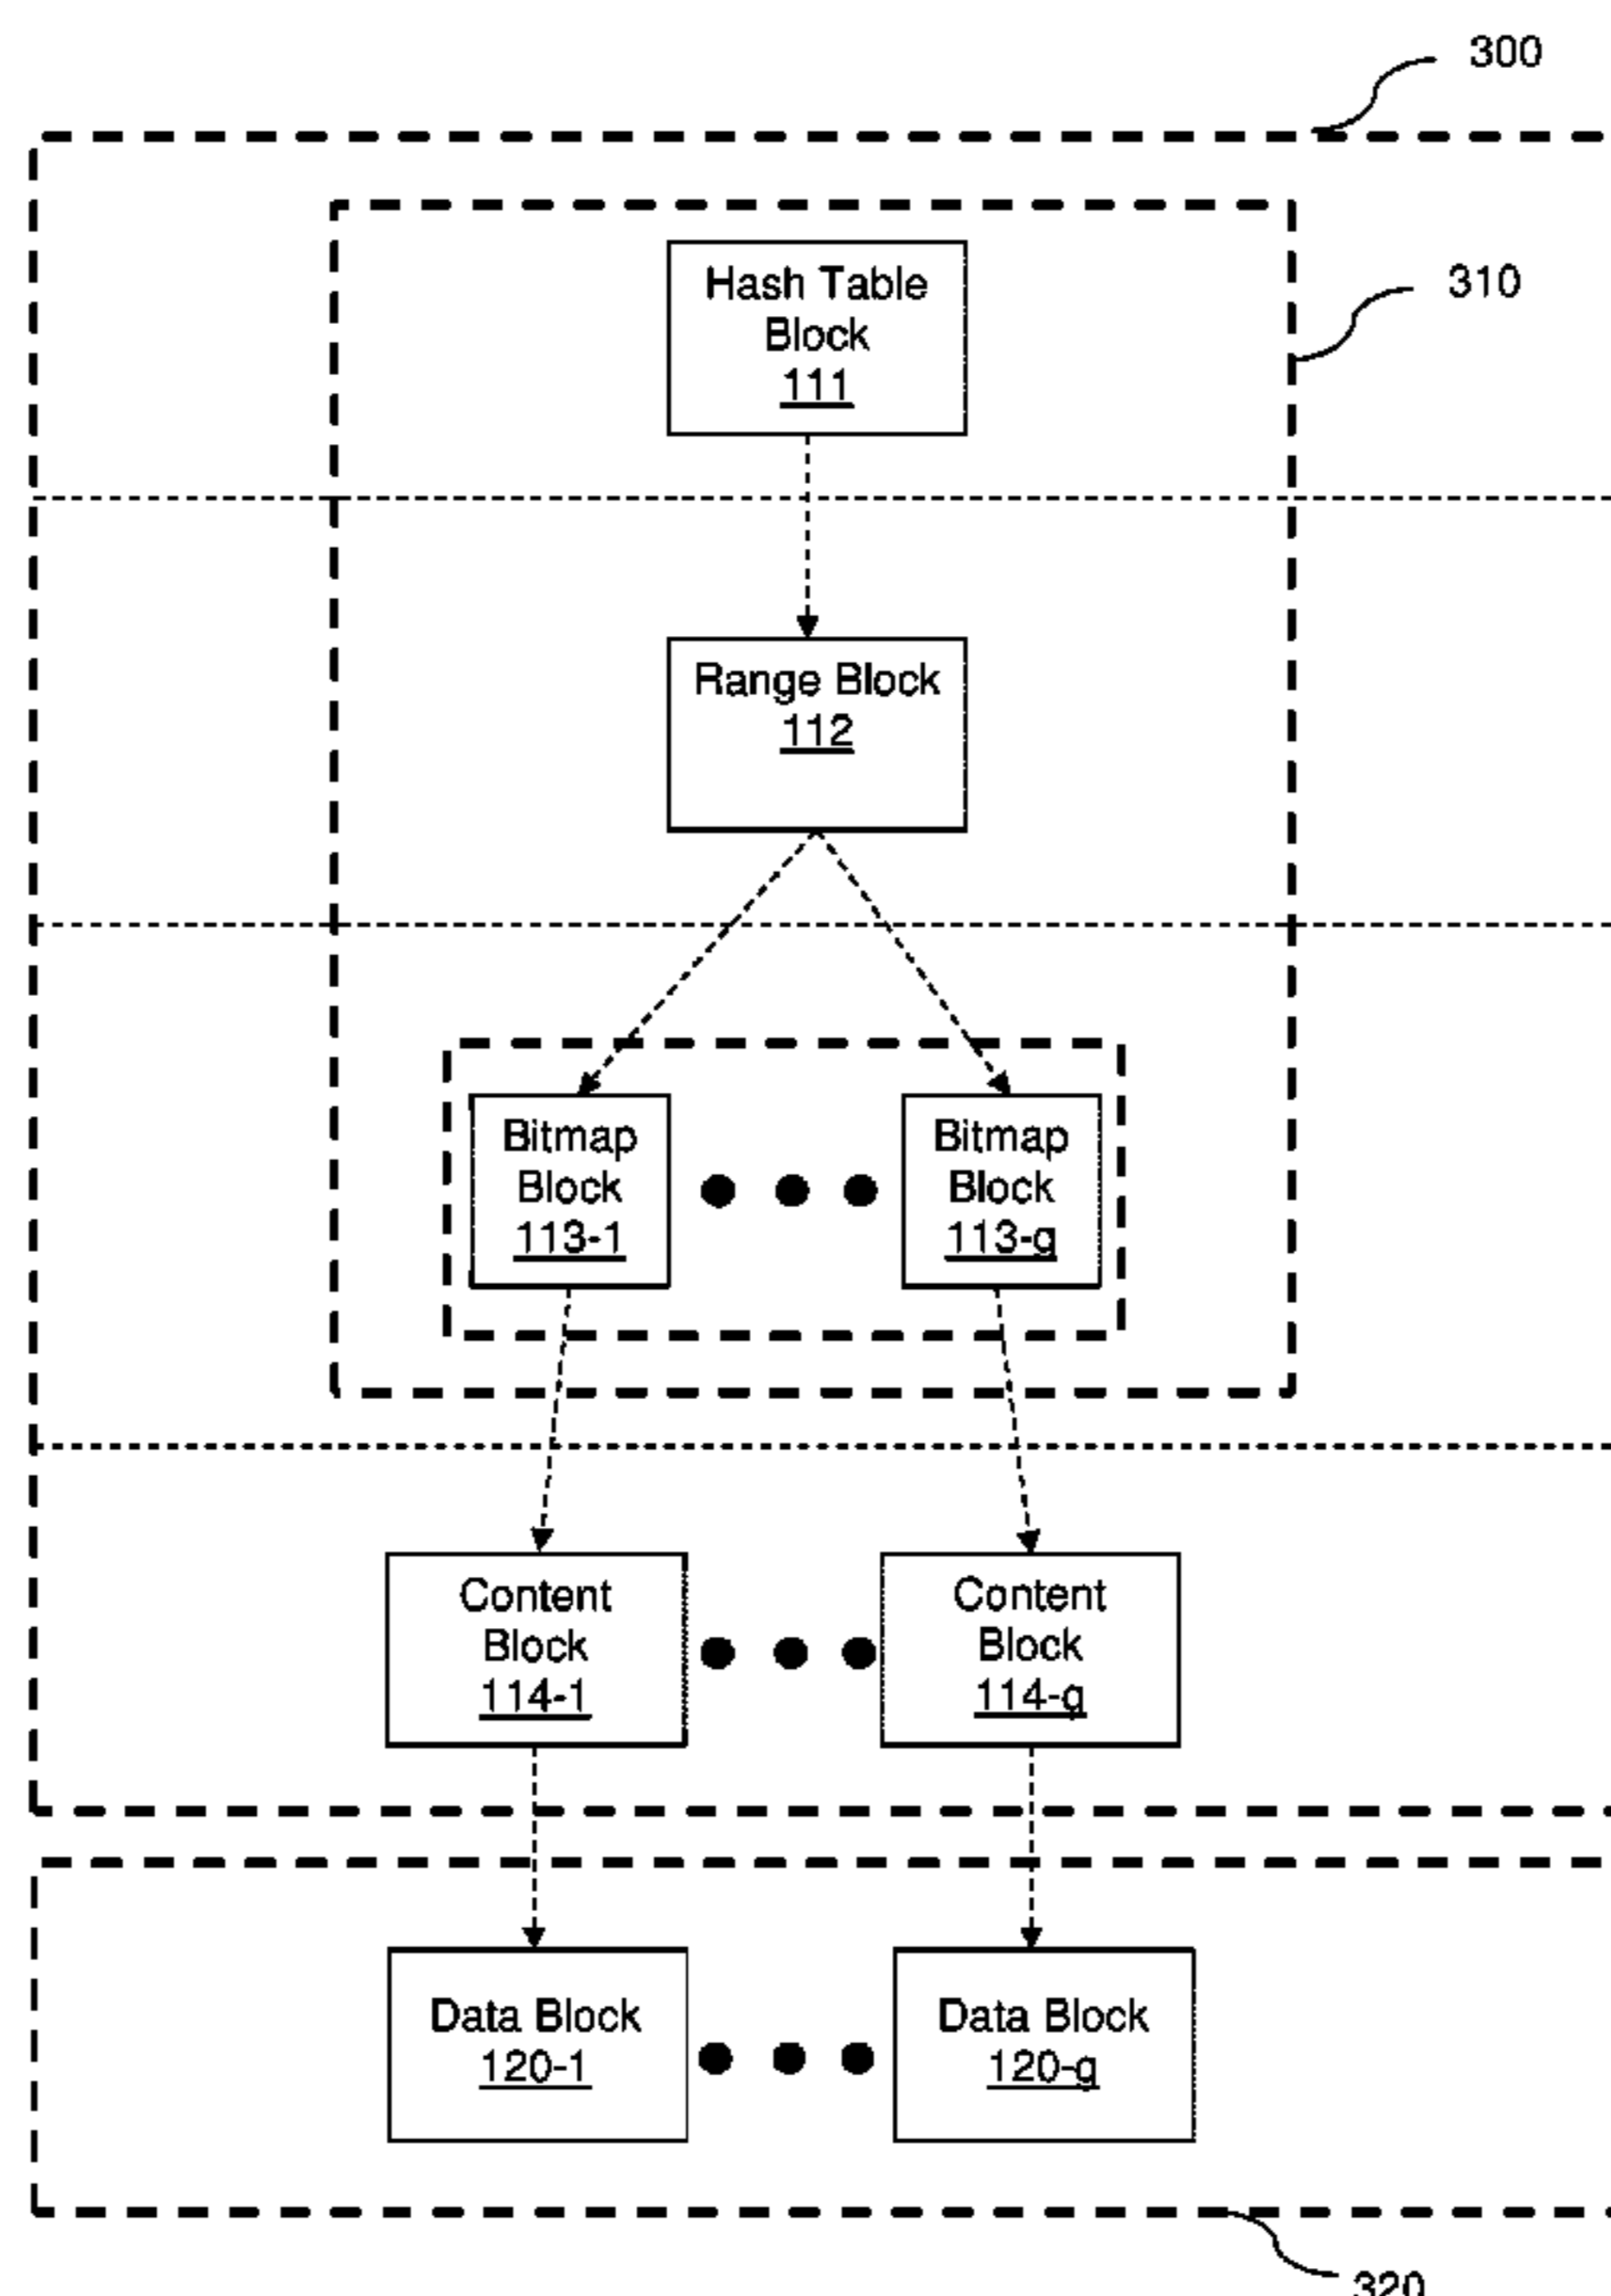 300
310
Hash Table
Block
111
Range Block
112
Bitmap
Block
113-1
Bitmap
Block
113-g
Content
Block
114-1
Content
Block
114-g
Data Block
120-1
Data Block
120-g
320